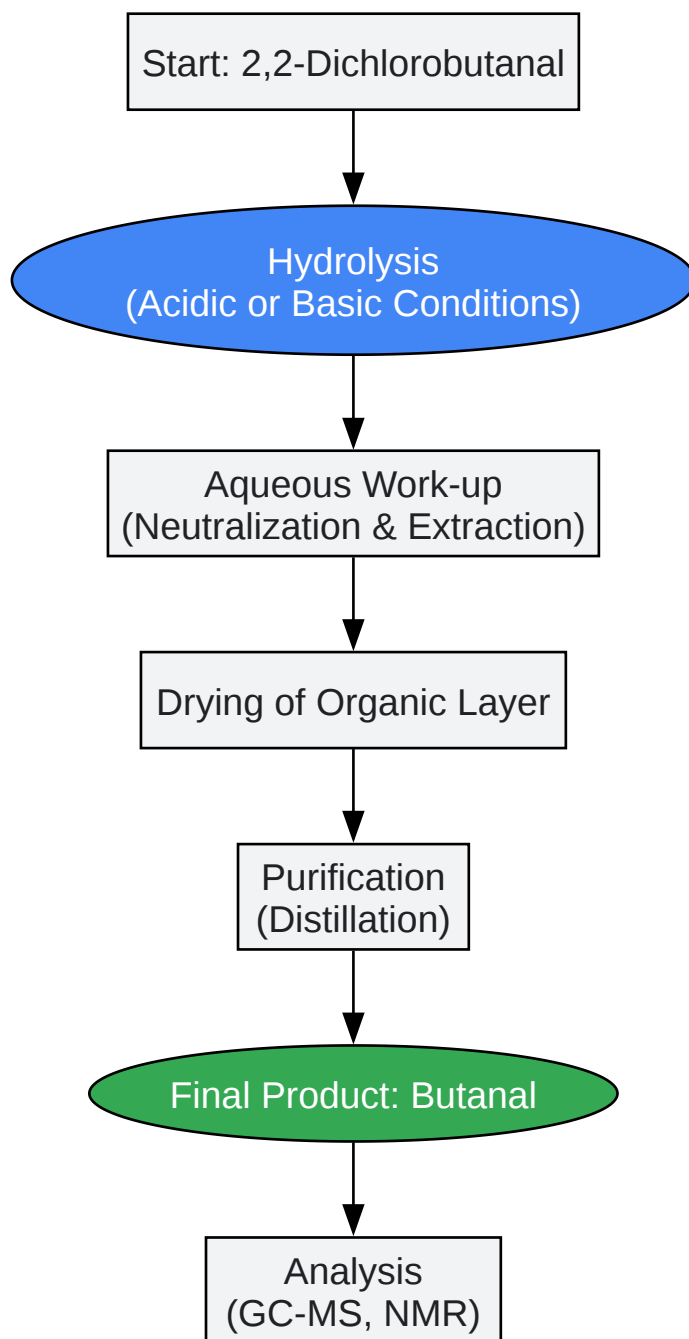 Start: 2,2-Dichlorobutanal
Hydrolysis
(Acidic or Basic Conditions)
Aqueous Work-up
(Neutralization & Extraction)
Drying of Organic Layer
Purification
(Distillation)
Final Product: Butanal
Analysis
(GC-MS, NMR)